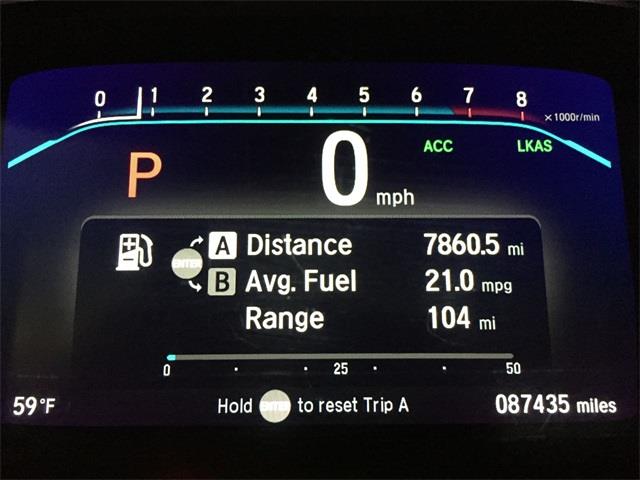 0 1 2 3 4 5 6 7 8
×1000r/min
P 0 mph ACC LKAS
A Distance 7860.5 mi
ENTER
B Avg. Fuel 21.0 mpg
Range 104 mi
0 25 50
59°F Hold ENTER to reset Trip A 087435 miles